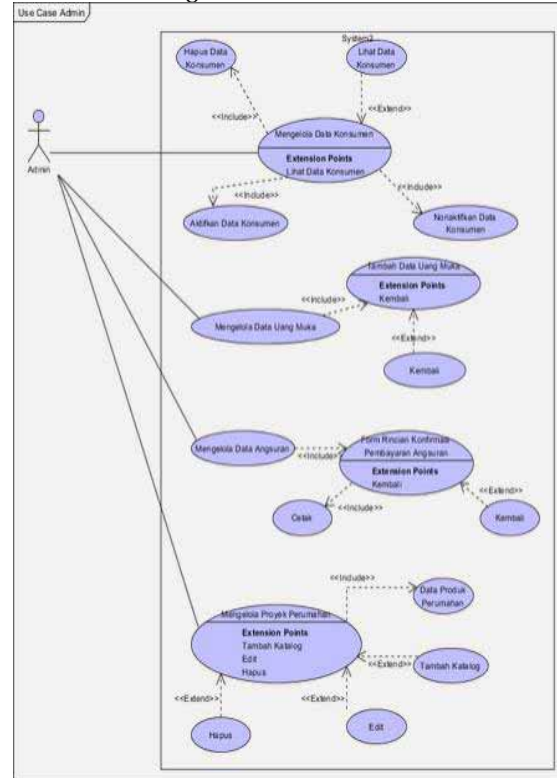 Use Case Admin
System2
Hapus Data
Konsumen
Lihat Data
Konsumen
<<Include>>
<<Extend>>
Mengelola Data Konsumen
Extension Points
Lihat Data Konsumen
Admin
<<Include>>
<<Include>>
Aktifkan Data Konsumen
Nonaktifkan Data
Konsumen
Tambah Data Uang Muka
<<Include>>
Extension Points
Kembali
Mengelola Data Uang Muka
<<Extend>>
Kembali
Mengelola Data Angsuran
<<Include>>
Form Rincian Konfirmasi
Pembayaran Angsuran
Extension Points
Kembali
<<Extend>>
Cetak
<<Include>>
Kembali
<<Include>>
Data Produk
Perumahan
Mengelola Proyek Perumahan
Extension Points
Tambah Katalog
Edit
Hapus
<<Extend>>
Tambah Katalog
<<Extend>>
<<Extend>>
Hapus
Edit